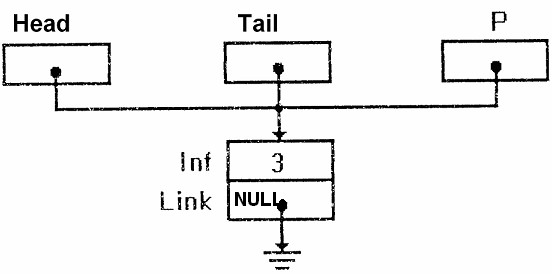 Head Tail P
Inf 3
Link NULL